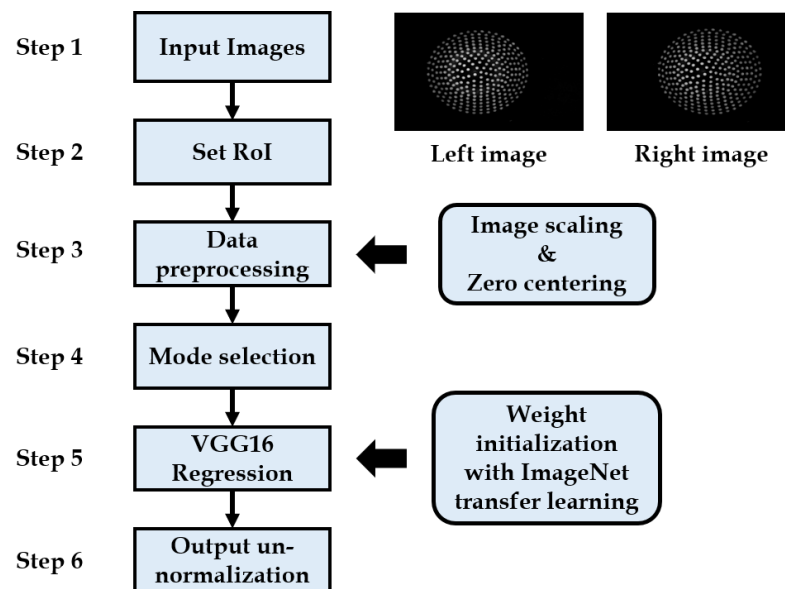 Step 1
Input Images
Left image
Right image
Step 2
Set RoI
Step 3
Data
preprocessing
Image scaling
&
Zero centering
Step 4
Mode selection
Step 5
VGG16
Regression
Weight
initialization
with ImageNet
transfer learning
Step 6
Output un-
normalization